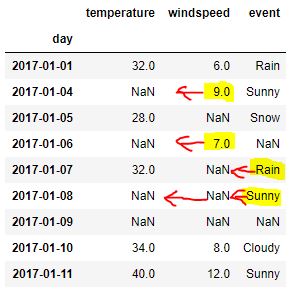 temperature windspeed event
day
2017-01-01 32.0 6.0 Rain
2017-01-04 NaN 9.0 Sunny
2017-01-05 28.0 NaN Snow
2017-01-06 NaN 7.0 NaN
2017-01-07 32.0 NaN Rain
2017-01-08 NaN NaN Sunny
2017-01-09 NaN NaN NaN
2017-01-10 34.0 8.0 Cloudy
2017-01-11 40.0 12.0 Sunny